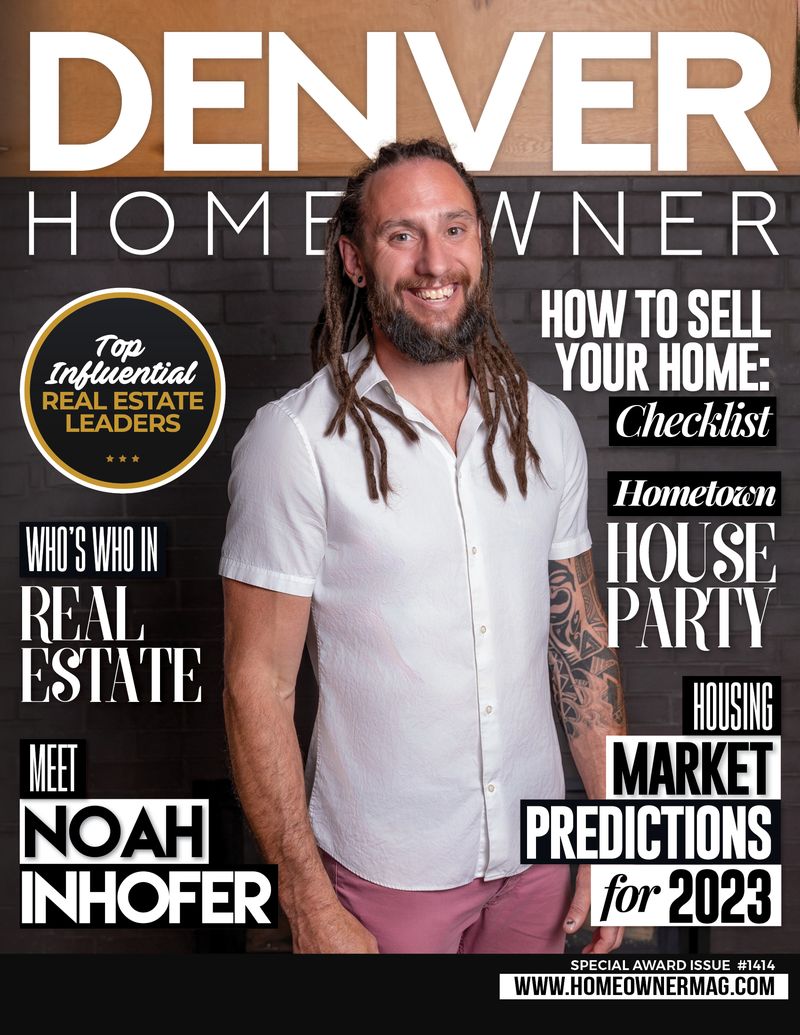 DENVER
HOMEOWNER
Top
Influential
REAL ESTATE
LEADERS
WHO'S WHO IN
REAL
ESTATE
MEET
NOAH
INHOFER
HOW TO SELL
YOUR HOME:
Checklist
Hometown
HOUSE
PARTY
HOUSING
MARKET
PREDICTIONS
for 2023
SPECIAL AWARD ISSUE #1414
WWW.HOMEOWNERMAG.COM